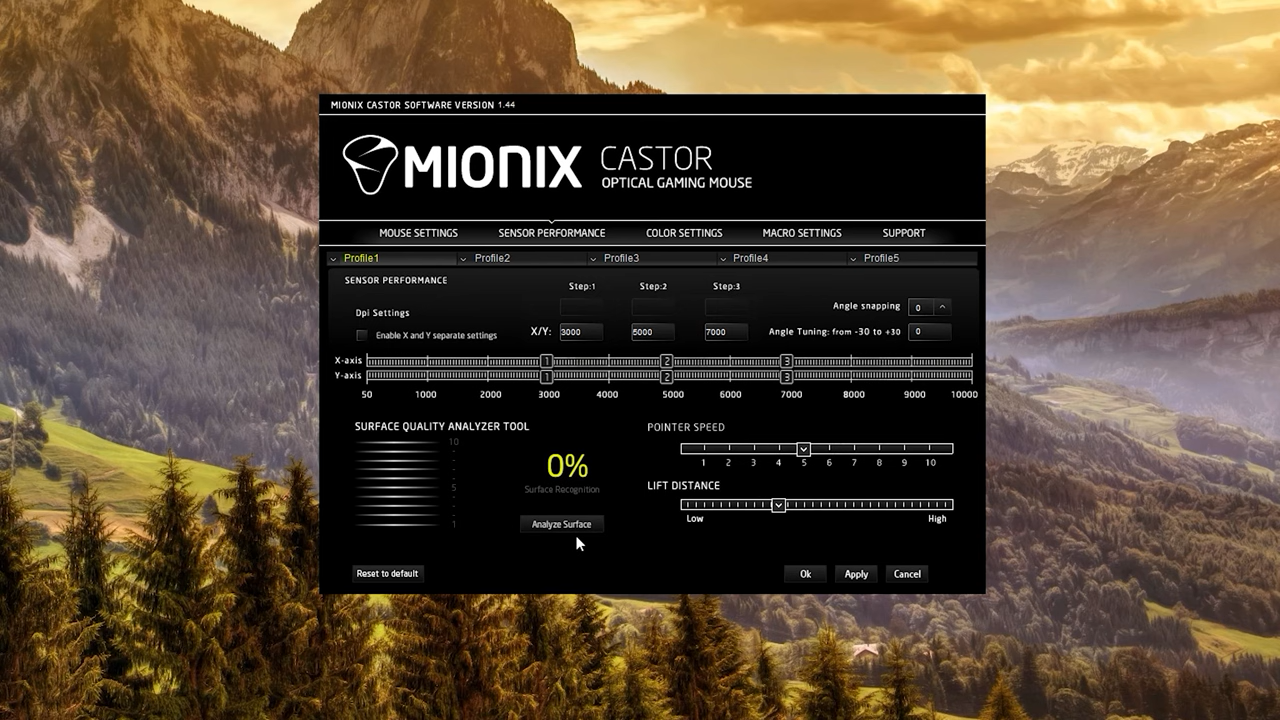 MIONIX CASTOR SOFTWARE VERSION 1.44
MIONIX CASTOR
OPTICAL GAMING MOUSE
MOUSE SETTINGS SENSOR PERFORMANCE COLOR SETTINGS MACRO SETTINGS SUPPORT
Profile1 Profile2 Profile3 Profile4 Profile5
SENSOR PERFORMANCE
Step:1 Step:2 Step:3
Angle snapping 0
Dpi Settings
Enable X and Y separate settings X/Y: 3000 5000 7000 Angle Tuning: from -30 to +30 0
X-axis 1 2 3
Y-axis 1 2 3
50 1000 2000 3000 4000 5000 6000 7000 8000 9000 10000
SURFACE QUALITY ANALYZER TOOL
10
5
1
0%
Surface Recognition
Analyze Surface
POINTER SPEED
1 2 3 4 5 6 7 8 9 10
LIFT DISTANCE
Low High
Reset to default Ok Apply Cancel